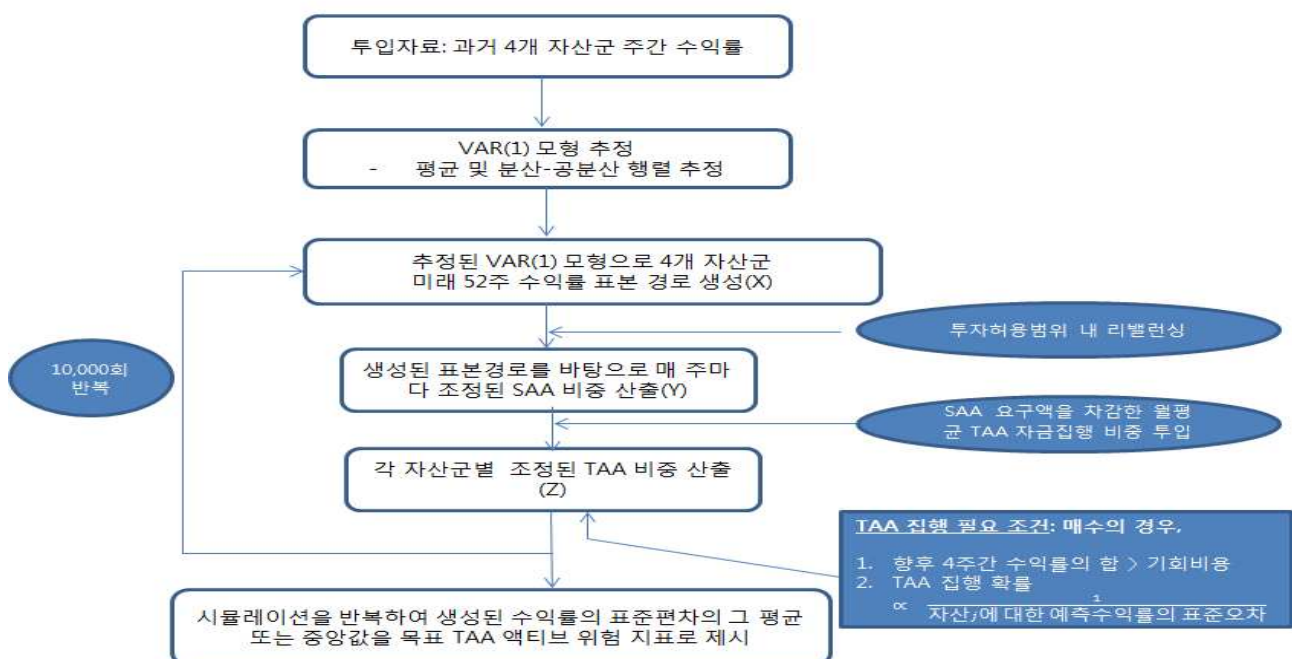 투입자료: 과거 4개 자산군 주간 수익률
VAR(1) 모형 추정
- 평균 및 분산-공분산 행렬 추정
추정된 VAR(1) 모형으로 4개 자산군
미래 52주 수익률 표본 경로 생성(X)
투자허용범위 내 리밸런싱
10,000회
반복
생성된 표본경로를 바탕으로 매 주마
다 조정된 SAA 비중 산출(Y)
SAA 요구액을 차감한 월평
균 TAA 자금집행 비중 투입
각 자산군별 조정된 TAA 비중 산출
(Z)
TAA 집행 필요 조건: 매수의 경우,
1. 향후 4주간 수익률의 합 > 기회비용
2. TAA 집행 확률
∝ 1
자산j에 대한 예측수익률의 표준오차
시뮬레이션을 반복하여 생성된 수익률의 표준편차의 그 평균
또는 중앙값을 목표 TAA 액티브 위험 지표로 제시